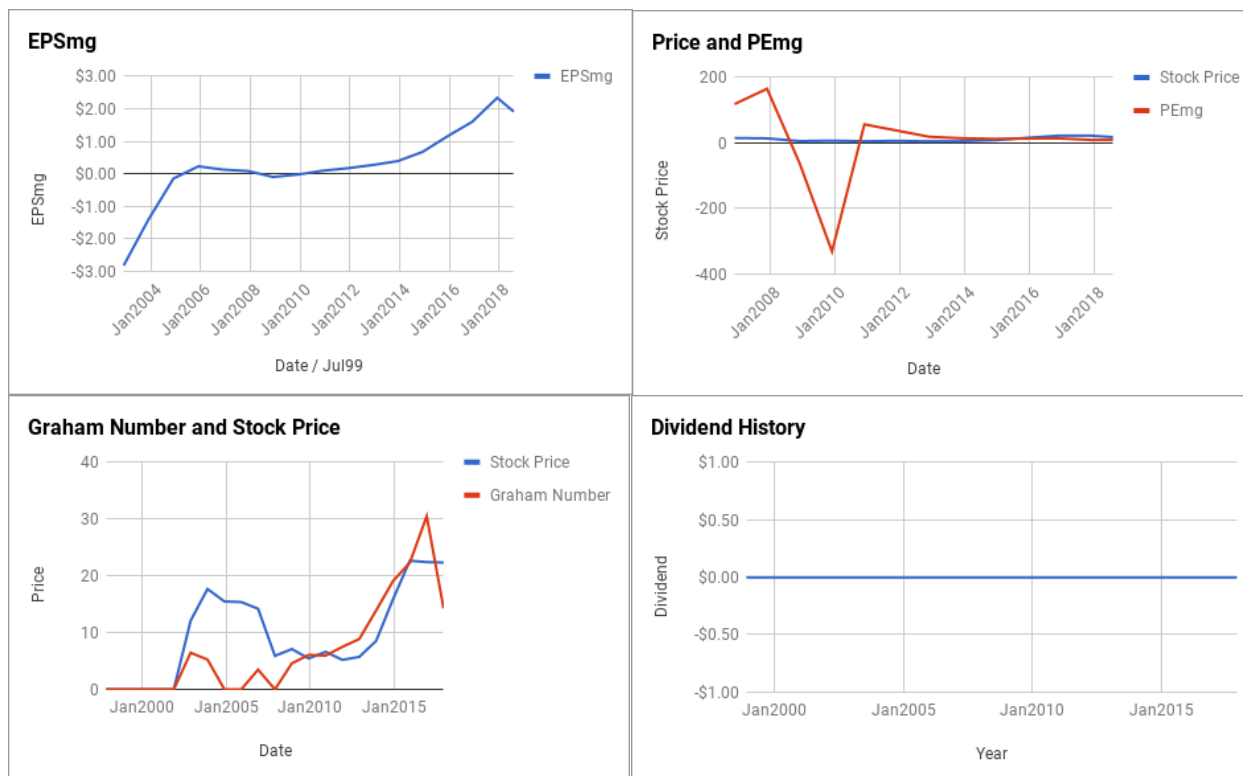 EPSmg
$3.00
$2.00
$1.00
$0.00
-$1.00
-$2.00
-$3.00
EPSmg
EPSmg
Jan2004
Jan2006
Jan2008
Jan2010
Jan2012
Jan2014
Jan2016
Jan2018
Date / Jul99
Price and PEmg
200
0
-200
-400
Stock Price
Stock Price
PEmg
Jan2008
Jan2010
Jan2012
Jan2014
Jan2016
Jan2018
Date
Graham Number and Stock Price
40
30
20
10
0
Price
Stock Price
Graham Number
Jan2000
Jan2005
Jan2010
Jan2015
Date
Dividend History
$1.00
$0.50
$0.00
-$0.50
-$1.00
Dividend
Jan2000
Jan2005
Jan2010
Jan2015
Year